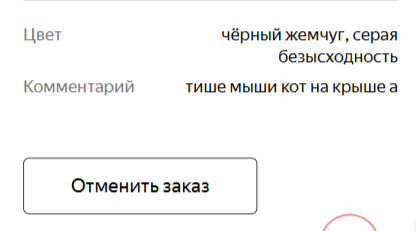 Цвет
чёрный жемчуг, серая
безысходность
Комментарий
тише мыши кот на крыше а
Отменить заказ